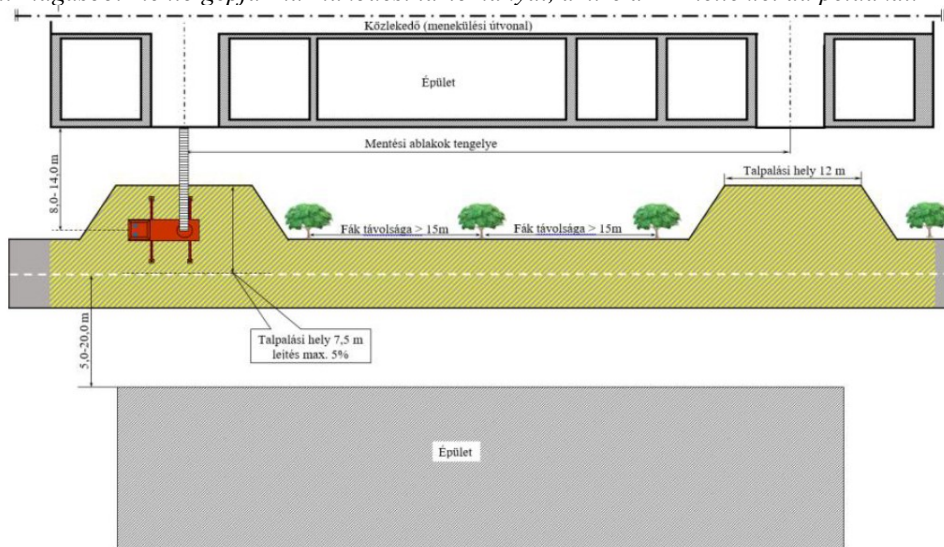 Közlekedő (menekülési útvonal)
Épület
Mentési ablakok tengelye
8,0- 14,0 m
Talpalási hely 12 m
Fák távolsága > 15m
Fák távolsága > 15m
Talpalási hely 7,5 m
lejtés max. 5%
5,0-20,0 m
Épület